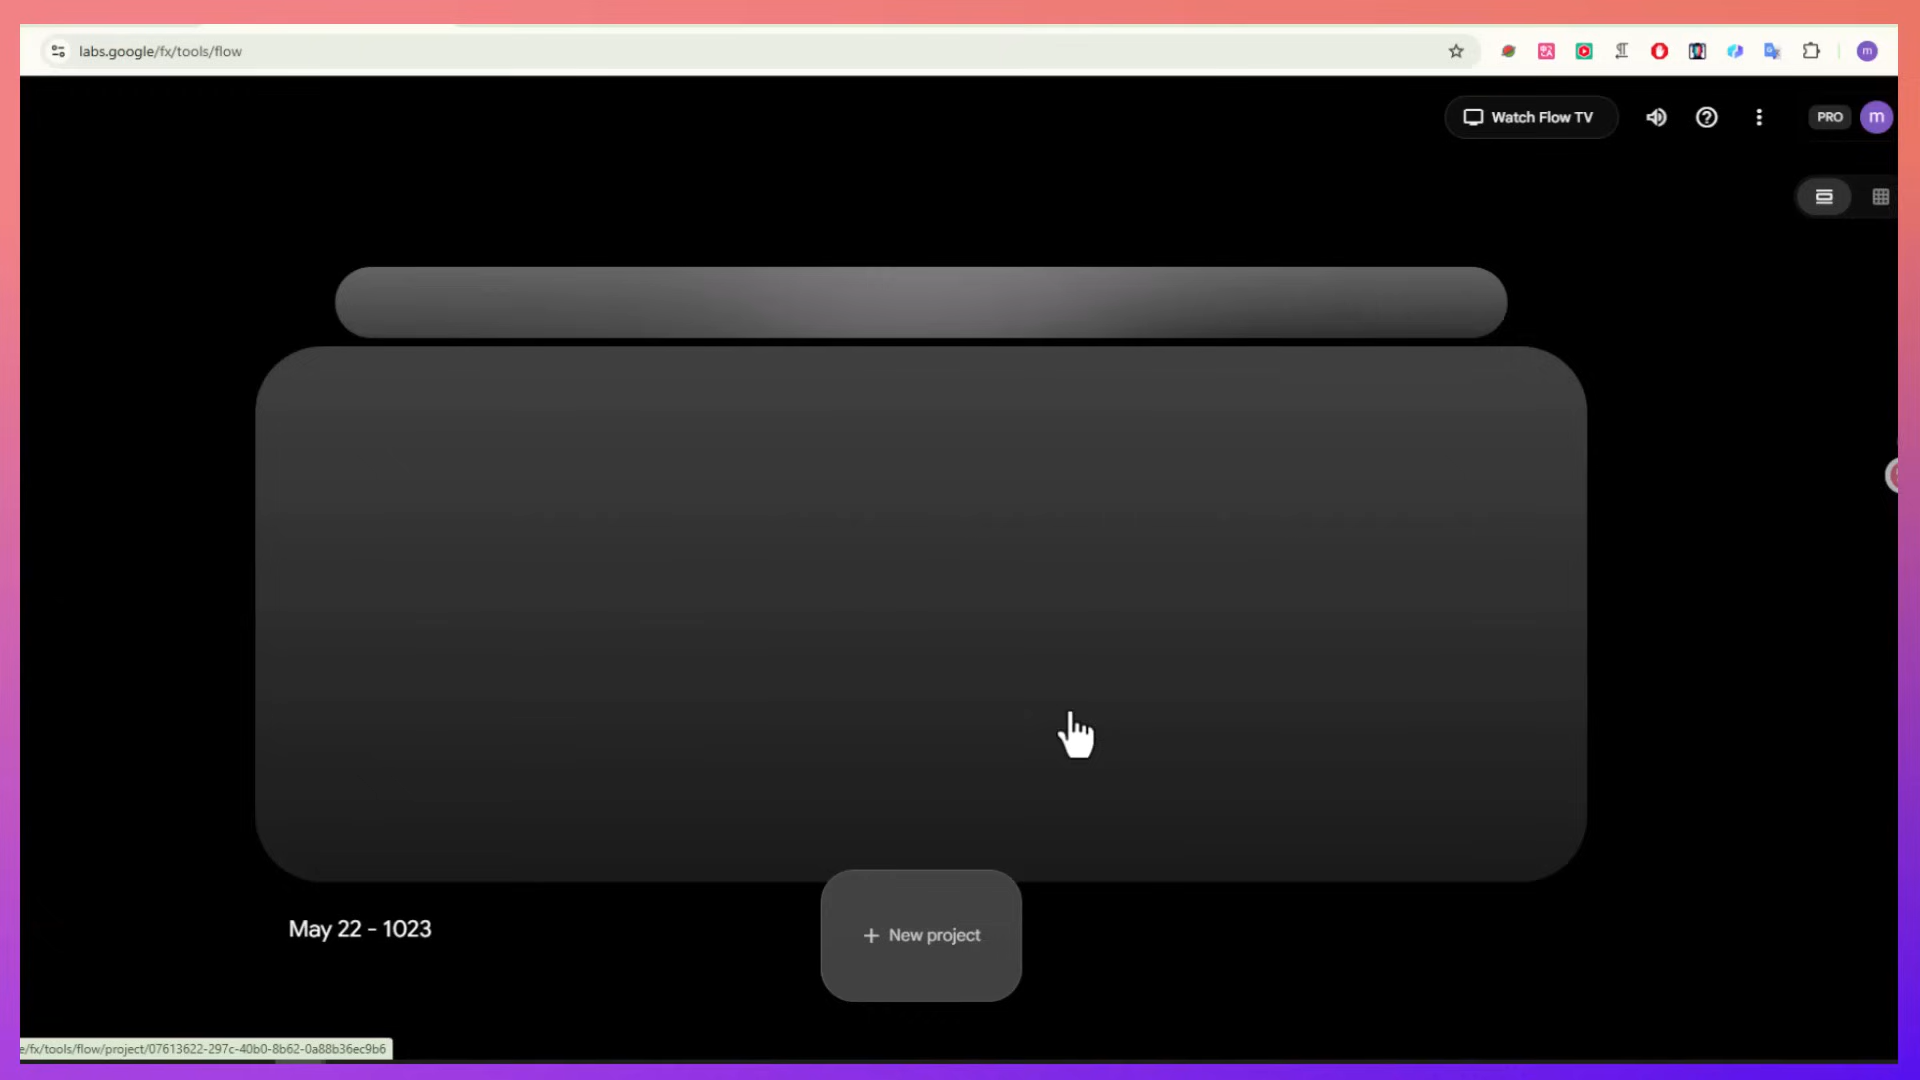 labs.google/fx/tools/flow
m
Watch Flow TV
PRO
m
May 22 - 1023
+ New project
e/fx/tools/flow/project/07613622-297c-40b0-8b62-0a88b36ec9b6